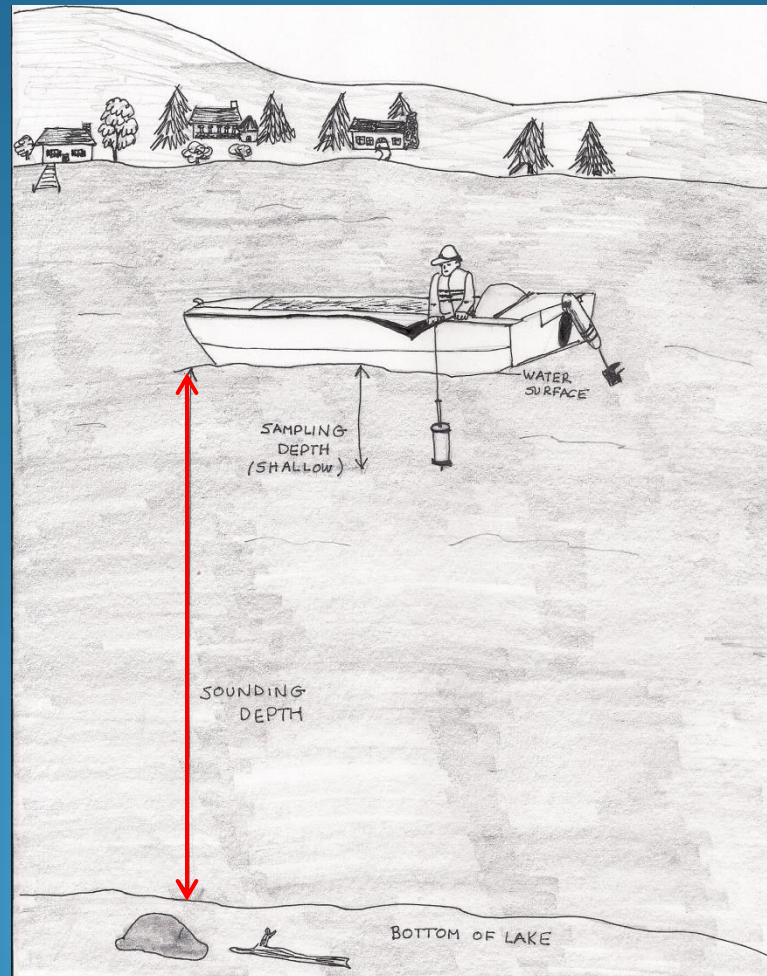 WATER
SURFACE
SAMPLING
DEPTH
(SHALLOW)
SOUNDING
DEPTH
BOTTOM OF LAKE